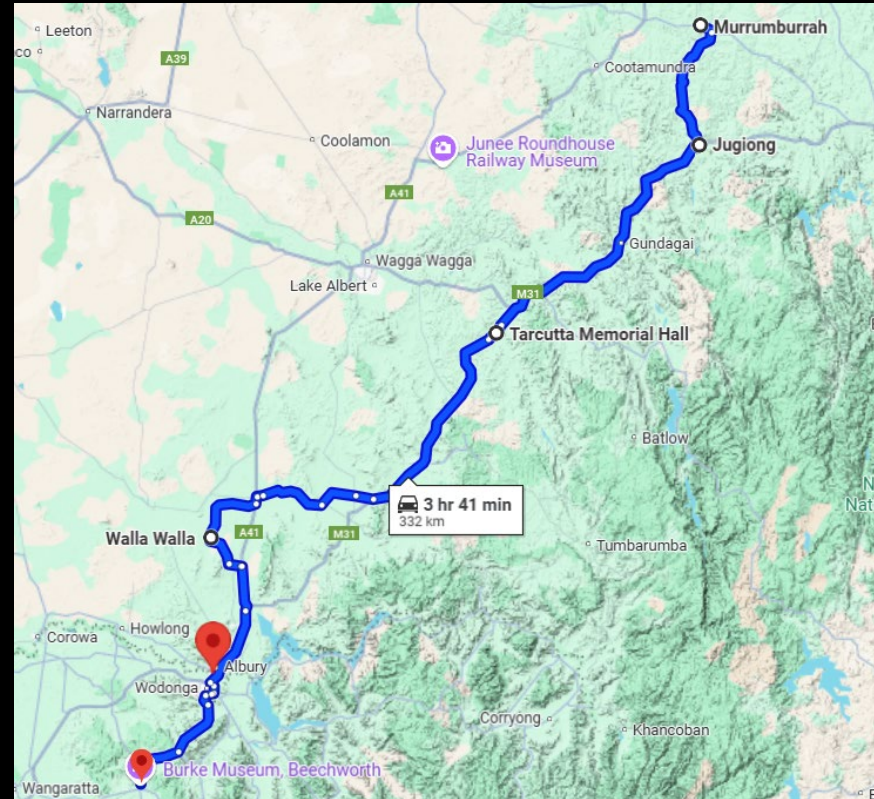 Leeton
Murrumburrah
co
A39
Cootamundra
Narrandera
Coolamon
Junee Roundhouse
Railway Museum
Jugiong
A41
A20
Gundagai
Wagga Wagga
Lake Albert
M31
Tarcutta Memorial Hall
Batlow
3 hr 41 min
332 km
N
Nat
Walla Walla
A41
M31
Tumbarumba
Howlong
Corowa
Albury
Wodonga
Corryong
Khancoban
Burke Museum, Beechworth
Wangaratta